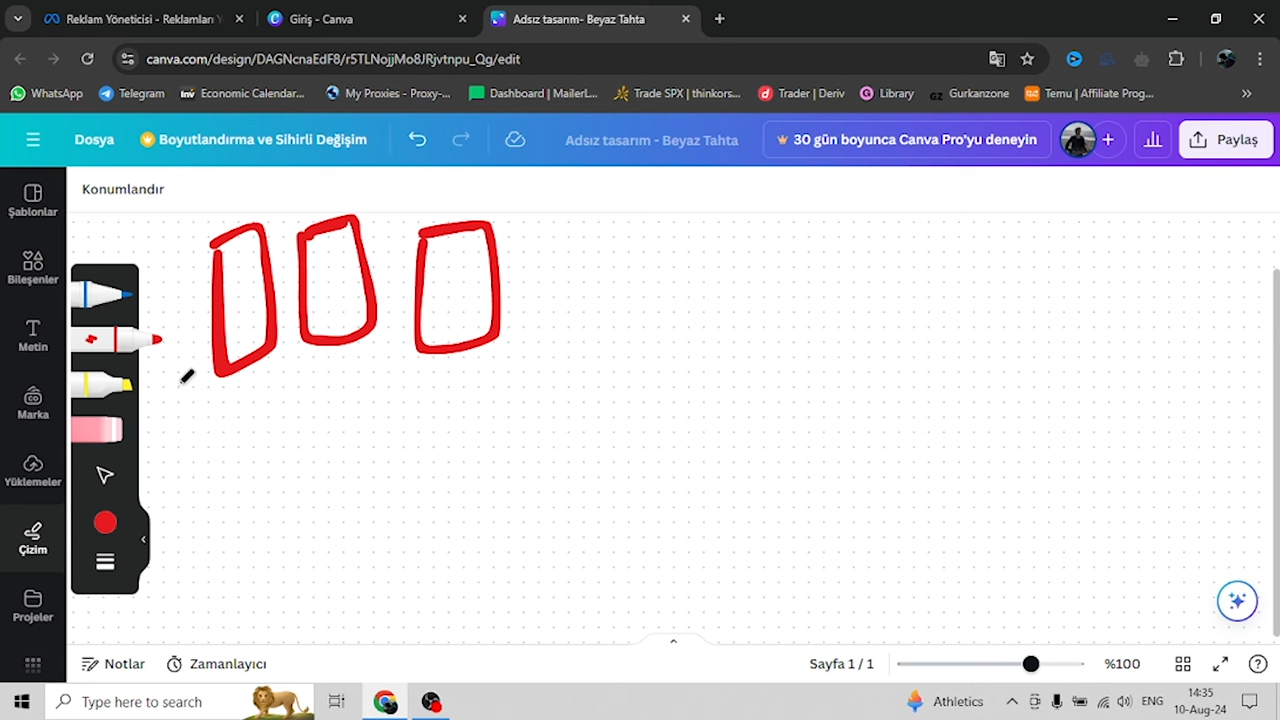 Reklam Yöneticisi - Reklamları Y
Giriş - Canva
Adsız tasarım- Beyaz Tahta
canva.com/design/DAGNcnaEdF8/r5TLNojjMo8JRjvtnpu_Qg/edit
WhatsApp
Telegram
Economic Calendar...
My Proxies - Proxy-...
Dashboard | MailerL...
Trade SPX | thinkors...
Trader | Deriv
Library
Gurkanzone
Temu | Affiliate Prog...
Dosya
Boyutlandırma ve Sihirli Değişim
Adsız tasarım - Beyaz Tahta
30 gün boyunca Canva Pro'yu deneyin
Paylaş
Konumlandır
Şablonlar
Bileşenler
Metin
Marka
Yüklemeler
Çizim
Projeler
Notlar
Zamanlayıcı
Sayfa 1 / 1
%100
Type here to search
Athletics
ENG
14:35
10-Aug-24